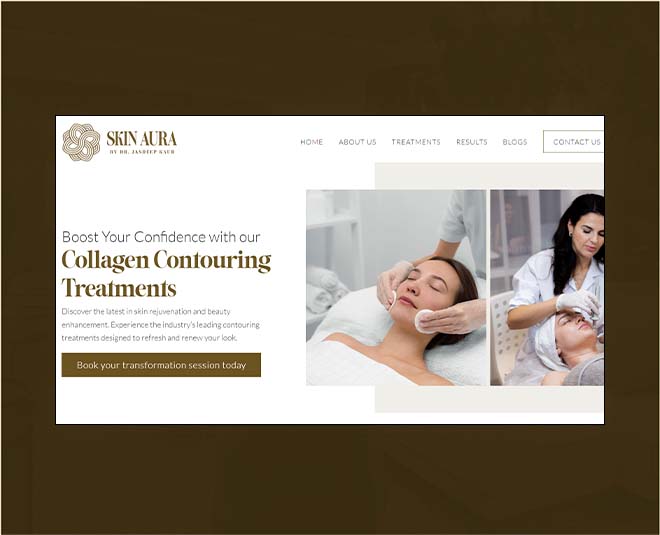 SKIN AURA
BY DR. JASDEEP KAUR
HOME
ABOUT US
TREATMENTS
RESULTS
BLOGS
CONTACT US
Boost Your Confidence with our
Collagen Contouring
Treatments
Discover the latest in skin rejuvenation and beauty
enhancement. Experience the industry's leading contouring
treatments designed to refresh and renew your look.
Book your transformation session today